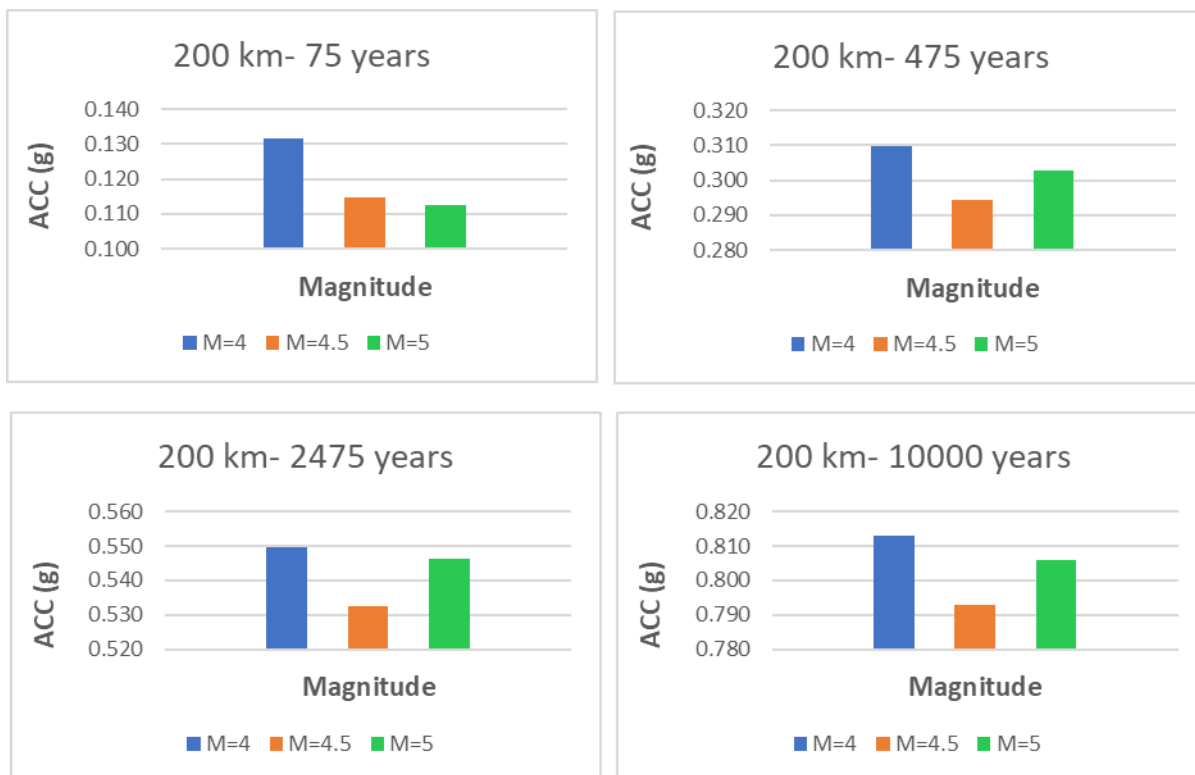 200 km- 75 years
0.140
0.130
0.120
0.110
0.100
ACC (g)
Magnitude
M=4 M=4.5 M=5
200 km- 475 years
0.320
0.310
0.300
0.290
0.280
ACC (g)
Magnitude
M=4 M=4.5 M=5
200 km- 2475 years
0.560
0.550
0.540
0.530
0.520
ACC (g)
Magnitude
M=4 M=4.5 M=5
200 km- 10000 years
0.820
0.810
0.800
0.790
0.780
ACC (g)
Magnitude
M=4 M=4.5 M=5